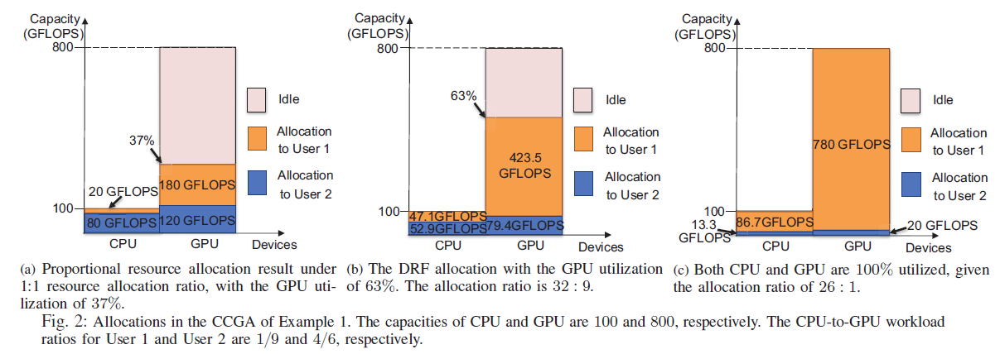 Capacity
(GFLOPS)
800
37%
20 GFLOPS
180 GFLOPS
100
80 GFLOPS
120 GFLOPS
CPU
GPU
Devices
Idle
Allocation
to User 1
Allocation
to User 2
Capacity
(GFLOPS)
800
63%
423.5
GFLOPS
100
47.1GFLOPS
52.9GFLOPS
79.4GFLOPS
CPU
GPU
Devices
Idle
Allocation
to User 1
Allocation
to User 2
Capacity
(GFLOPS)
800
780 GFLOPS
100
86.7GFLOPS
13.3
GFLOPS
20 GFLOPS
CPU
GPU
Devices
Idle
Allocation
to User 1
Allocation
to User 2
(a) Proportional resource allocation result under
1:1 resource allocation ratio, with the GPU uti-
lization of 37%.
(b) The DRF allocation with the GPU utilization
of 63%. The allocation ratio is 32 : 9.
(c) Both CPU and GPU are 100% utilized, given
the allocation ratio of 26 : 1.
Fig. 2: Allocations in the CCGA of Example 1. The capacities of CPU and GPU are 100 and 800, respectively. The CPU-to-GPU workload
ratios for User 1 and User 2 are 1/9 and 4/6, respectively.